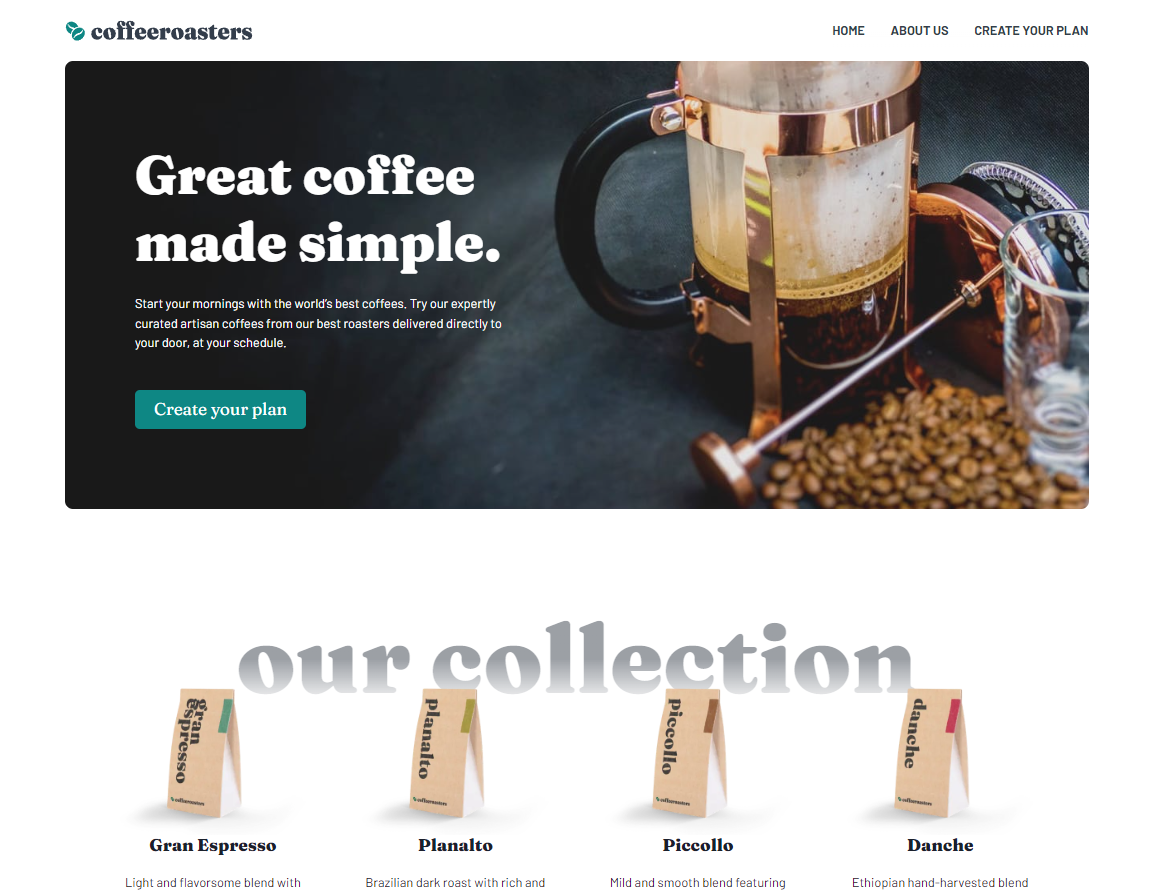 coffeeroasters
HOME ABOUT US CREATE YOUR PLAN
Great coffee
made simple.
Start your mornings with the world's best coffees. Try our expertly
curated artisan coffees from our best roasters delivered directly to
your door, at your schedule.
Create your plan
our collection
gran
espresso
coffeeroasters
planalto
coffeeroasters
piccollo
coffeeroasters
danche
coffeeroasters
Gran Espresso Planalto Piccollo Danche
Light and flavorsome blend with Brazilian dark roast with rich and Mild and smooth blend featuring Ethiopian hand-harvested blend